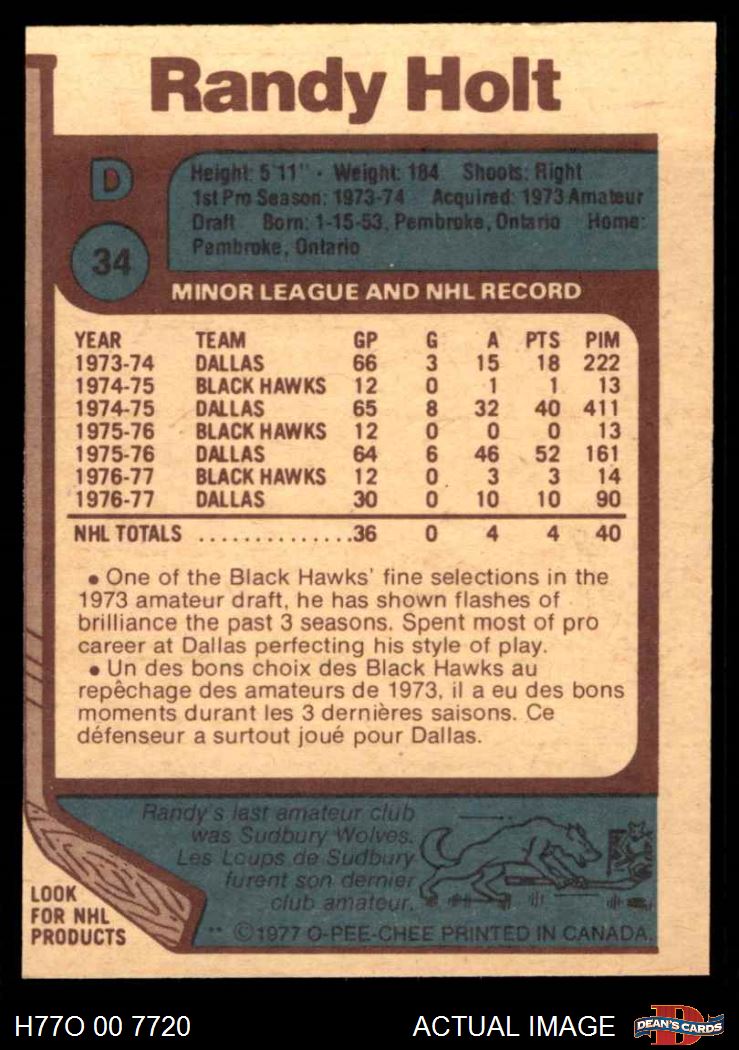 Randy Holt
D
Height: 5'11" · Weight: 184 Shoots: Right
1st Pro Season: 1973-74 Acquired: 1973 Amateur
Draft Born: 1-15-53, Pembroke, Ontario Home:
Pembroke, Ontario
34
MINOR LEAGUE AND NHL RECORD
YEAR TEAM GP G A PTS PIM
1973-74 DALLAS 66 3 15 18 222
1974-75 BLACK HAWKS 12 0 1 1 13
1974-75 DALLAS 65 8 32 40 411
1975-76 BLACK HAWKS 12 0 0 0 13
1975-76 DALLAS 64 6 46 52 161
1976-77 BLACK HAWKS 12 0 3 3 14
1976-77 DALLAS 30 0 10 10 90
NHL TOTALS ..............36 0 4 4 40
• One of the Black Hawks' fine selections in the
1973 amateur draft, he has shown flashes of
brilliance the past 3 seasons. Spent most of pro
career at Dallas perfecting his style of play.
• Un des bons choix des Black Hawks au
repêchage des amateurs de 1973, il a eu des bons
moments durant les 3 dernières saisons. Ce
défenseur a surtout joué pour Dallas.
Randy's last amateur club
was Sudbury Wolves.
Les Loups de Sudbury
furent son dernier
club amateur.
LOOK
FOR NHL
PRODUCTS
** ©1977 O-PEE-CHEE PRINTED IN CANADA.
H77O 00 7720
ACTUAL IMAGE
DEAN'S CARDS